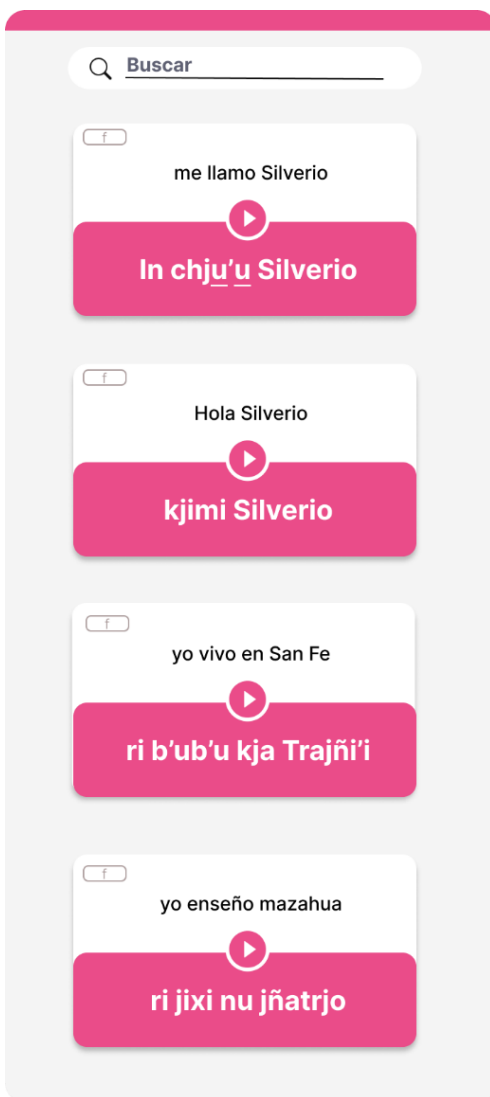 Buscar
f
me llamo Silverio
In chju̱’u̱ Silverio
f
Hola Silverio
kjimi Silverio
f
yo vivo en San Fe
ri b’ub’u kja Trajñi’i
f
yo enseño mazahua
ri jixi nu jñatrjo